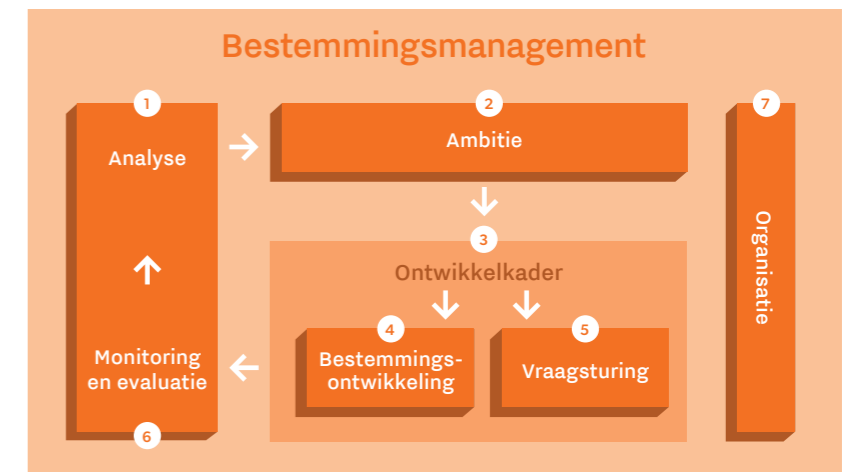 Bestemmingsmanagement
1
Analyse
2
Ambitie
3
Ontwikkelkader
4
Bestemmings-
ontwikkeling
5
Vraagsturing
Monitoring
en evaluatie
6
7
Organisatie